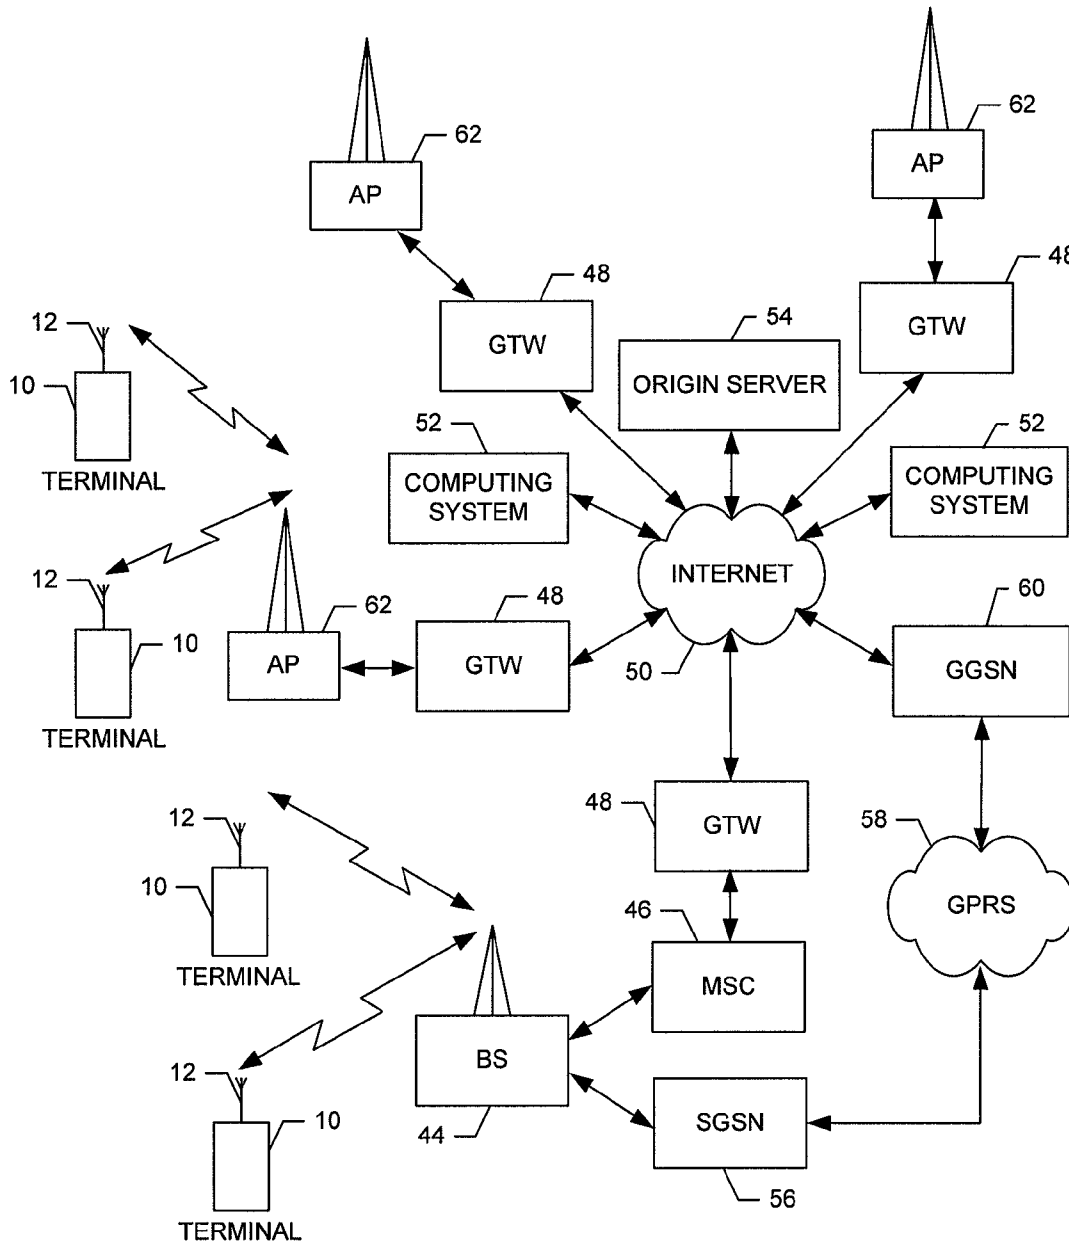 62
AP
62
AP
48
GTW
48
GTW
54
ORIGIN SERVER
12
10
TERMINAL
52
COMPUTING
SYSTEM
52
COMPUTING
SYSTEM
INTERNET
50
12
10
TERMINAL
62
AP
48
GTW
60
GGSN
48
GTW
58
GPRS
12
10
TERMINAL
46
MSC
BS
44
12
10
TERMINAL
SGSN
56